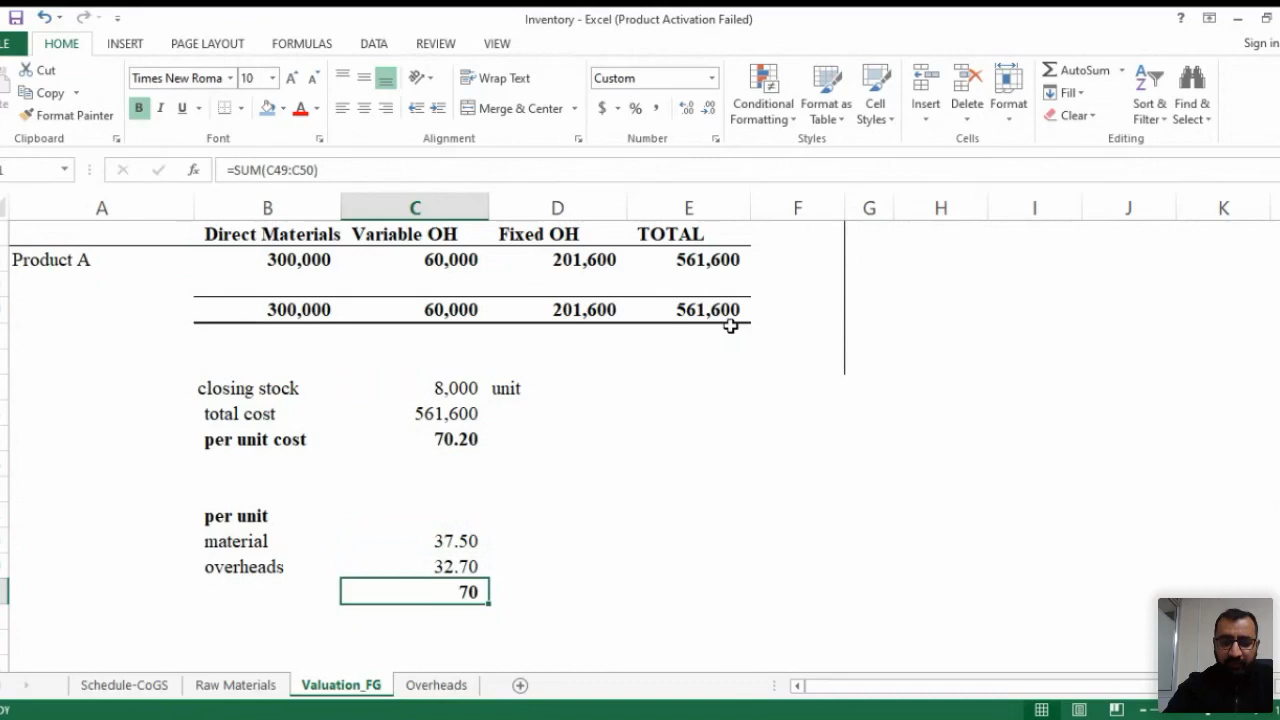 Inventory - Excel (Product Activation Failed)
?
HOME INSERT PAGE LAYOUT FORMULAS DATA REVIEW VIEW
Sign in
Cut
Copy
Format Painter
Clipboard
Times New Roma 10
B I U
Font
Wrap Text
Merge & Center
Alignment
Custom
$ % ,
Number
Conditional Formatting
Format as Table
Cell Styles
Styles
Insert Delete Format
Cells
AutoSum
Fill
Clear
Sort & Filter
Find & Select
Editing
fx =SUM(C49:C50)
A B C D E F G H I J K
Direct Materials Variable OH Fixed OH TOTAL
Product A 300,000 60,000 201,600 561,600
300,000 60,000 201,600 561,600
closing stock 8,000 unit
total cost 561,600
per unit cost 70.20
per unit
material 37.50
overheads 32.70
70
Schedule-CoGS Raw Materials Valuation_FG Overheads